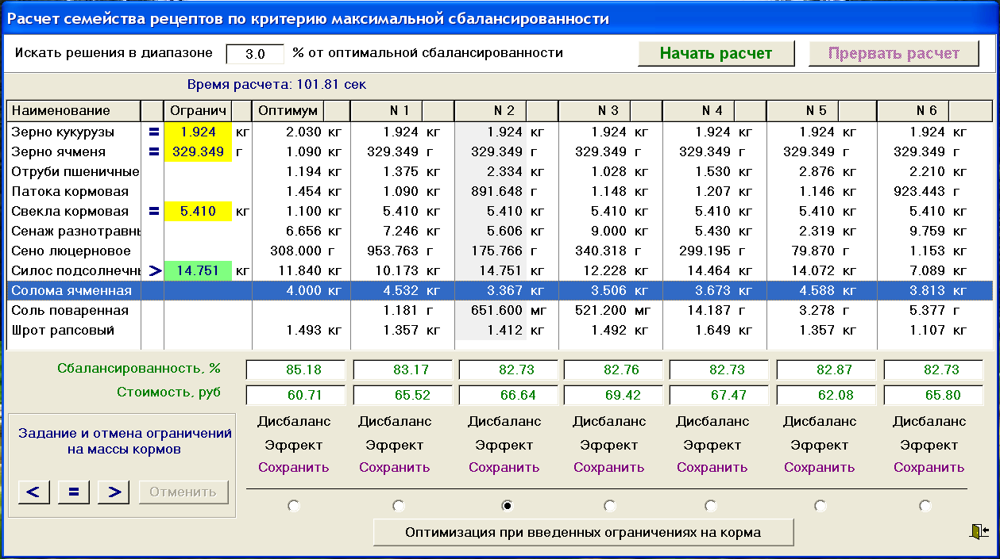 Расчет семейства рецептов по критерию максимальной сбалансированности
Искать решения в диапазоне 3.0 % от оптимальной сбалансированности Начать расчет Прервать расчет
Время расчета: 101.81 сек
Наименование Огранич Оптимум N 1 N 2 N 3 N 4 N 5 N 6
Зерно кукурузы = 1.924 кг 2.030 кг 1.924 кг 1.924 кг 1.924 кг 1.924 кг 1.924 кг 1.924 кг
Зерно ячменя = 329.349 г 1.090 кг 329.349 г 329.349 г 329.349 г 329.349 г 329.349 г 329.349 г
Отруби пшеничные 1.194 кг 1.375 кг 2.334 кг 1.028 кг 1.530 кг 2.876 кг 2.210 кг
Патока кормовая 1.454 кг 1.090 кг 891.648 г 1.148 кг 1.207 кг 1.146 кг 923.443 г
Свекла кормовая = 5.410 кг 1.100 кг 5.410 кг 5.410 кг 5.410 кг 5.410 кг 5.410 кг 5.410 кг
Сенаж разнотравнь 6.656 кг 7.246 кг 5.606 кг 9.000 кг 5.430 кг 2.319 кг 9.759 кг
Сено люцерновое 308.000 г 953.763 г 175.766 г 340.318 г 299.195 г 79.870 г 1.153 кг
Силос подсолнечнь > 14.751 кг 11.840 кг 10.173 кг 14.751 кг 12.228 кг 14.464 кг 14.072 кг 7.089 кг
Солома ячменная 4.000 кг 4.532 кг 3.367 кг 3.506 кг 3.673 кг 4.588 кг 3.813 кг
Соль поваренная 1.181 г 651.600 мг 521.200 мг 14.187 г 3.278 г 5.377 г
Шрот рапсовый 1.493 кг 1.357 кг 1.412 кг 1.492 кг 1.649 кг 1.357 кг 1.107 кг
Сбалансированность, % 85.18 83.17 82.73 82.76 82.73 82.87 82.73
Стоимость, руб 60.71 65.52 66.64 69.42 67.47 62.08 65.80
Дисбаланс Дисбаланс Дисбаланс Дисбаланс Дисбаланс Дисбаланс Дисбаланс
Эффект Эффект Эффект Эффект Эффект Эффект Эффект
Сохранить Сохранить Сохранить Сохранить Сохранить Сохранить Сохранить
Задание и отмена ограничений
на массы кормов
< = > Отменить
Оптимизация при введенных ограничениях на корма